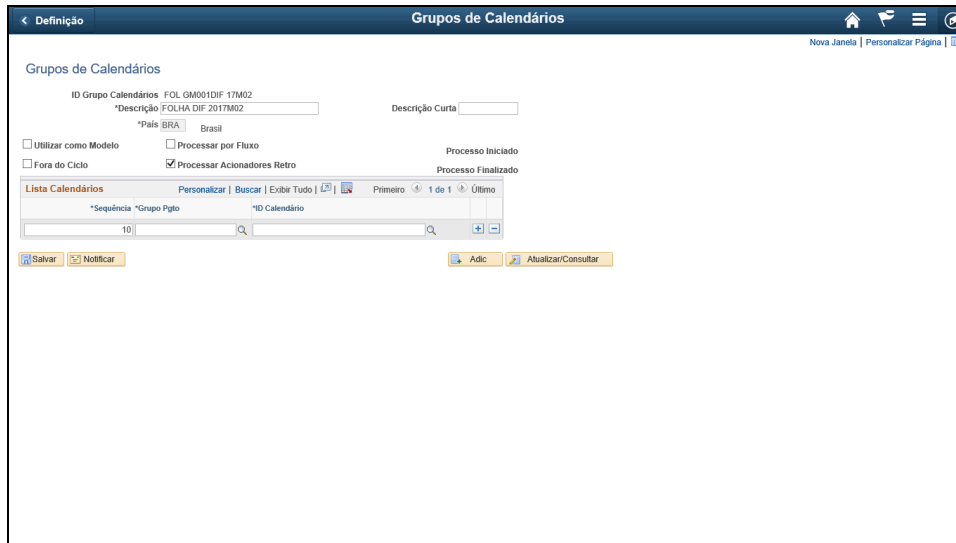 Definição
Grupos de Calendários
Nova Janela | Personalizar Página |
Grupos de Calendários
ID Grupo Calendários FOL GM001DIF 17M02
*Descrição FOLHA DIF 2017M02 Descrição Curta
*País BRA Brasil
Utilizar como Modelo Processar por Fluxo Processo Iniciado
Fora do Ciclo Processar Acionadores Retro Processo Finalizado
Lista Calendários Personalizar | Buscar | Exibir Tudo | | Primeiro 1 de 1 Último
*Sequência *Grupo Pgto *ID Calendário
10
Salvar Notificar Adic Atualizar/Consultar